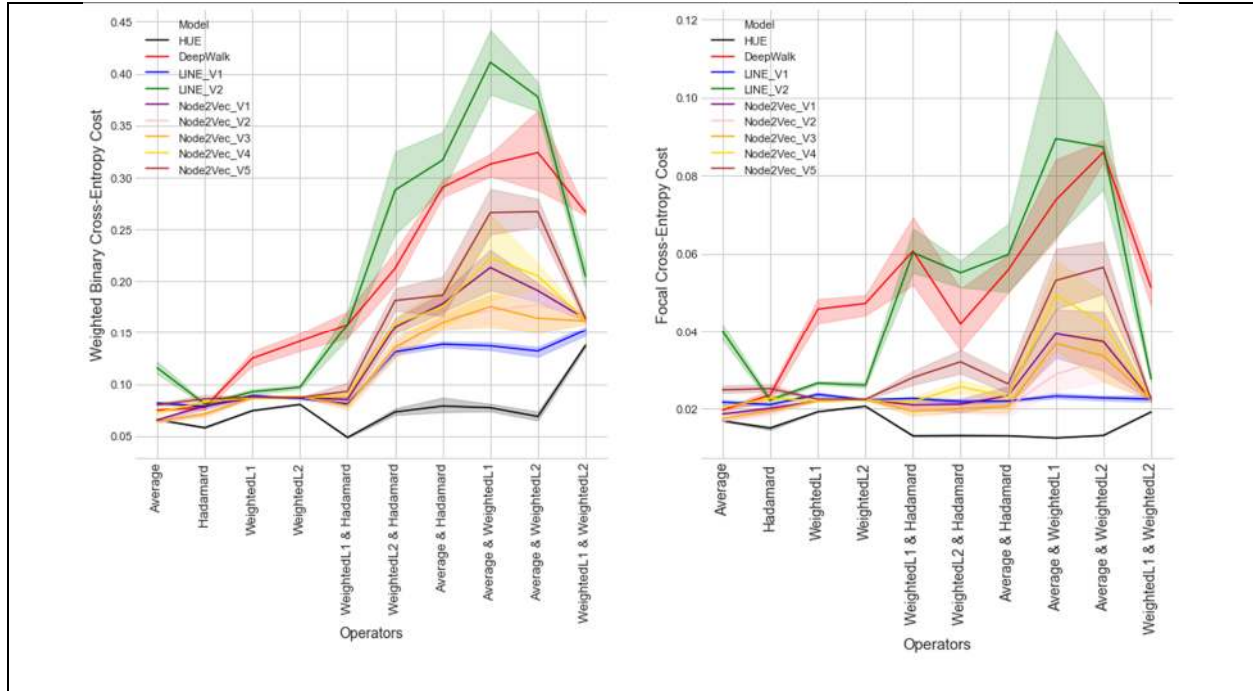 Weighted Binary Cross-Entropy Cost
0.45
0.40
0.35
0.30
0.25
0.20
0.15
0.10
0.05
Model
HUE
DeepWalk
LINE_V1
LINE_V2
Node2Vec_V1
Node2Vec_V2
Node2Vec_V3
Node2Vec_V4
Node2Vec_V5
Average
Hadamard
WeightedL1
WeightedL2
WeightedL1 & Hadamard
WeightedL2 & Hadamard
Average & Hadamard
Average & WeightedL1
Average & WeightedL2
WeightedL1 & WeightedL2
Operators
Focal Cross-Entropy Cost
0.12
0.10
0.08
0.06
0.04
0.02
Model
HUE
DeepWalk
LINE_V1
LINE_V2
Node2Vec_V1
Node2Vec_V2
Node2Vec_V3
Node2Vec_V4
Node2Vec_V5
Average
Hadamard
WeightedL1
WeightedL2
WeightedL1 & Hadamard
WeightedL2 & Hadamard
Average & Hadamard
Average & WeightedL1
Average & WeightedL2
WeightedL1 & WeightedL2
Operators